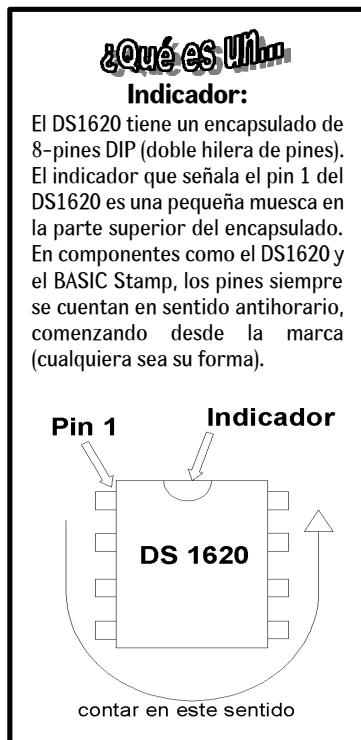 ¿Qué es un...
Indicador:
El DS1620 tiene un encapsulado de
8-pines DIP (doble hilera de pines).
El indicador que señala el pin 1 del
DS1620 es una pequeña muesca en
la parte superior del encapsulado.
En componentes como el DS1620 y
el BASIC Stamp, los pines siempre
se cuentan en sentido antihorario,
comenzando desde la marca
(cualquiera sea su forma).
Pin 1
Indicador
DS 1620
contar en este sentido